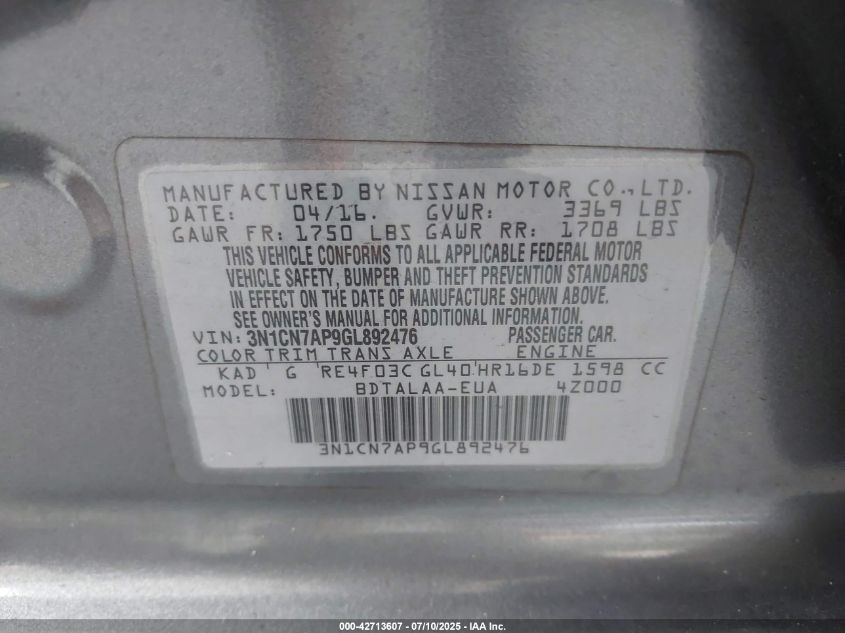 MANUFACTURED BY NISSAN MOTOR CO.,LTD.
DATE: 04/16. GVWR: 3369 LBS
GAWR FR: 1750 LBS GAWR RR: 1708 LBS
THIS VEHICLE CONFORMS TO ALL APPLICABLE FEDERAL MOTOR
VEHICLE SAFETY, BUMPER AND THEFT PREVENTION STANDARDS
IN EFFECT ON THE DATE OF MANUFACTURE SHOWN ABOVE.
SEE OWNER'S MANUAL FOR ADDITIONAL INFORMATION.
VIN: 3N1CN7AP9GL892476 PASSENGER CAR.
COLOR TRIM TRANS AXLE ENGINE
KAD G RE4F03C GL40 HR16DE 1598 CC
MODEL: BDTALAA-EUA 4Z000
3N1CN7AP9GL892476
000-42713607 - 07/10/2025 - IAA Inc.